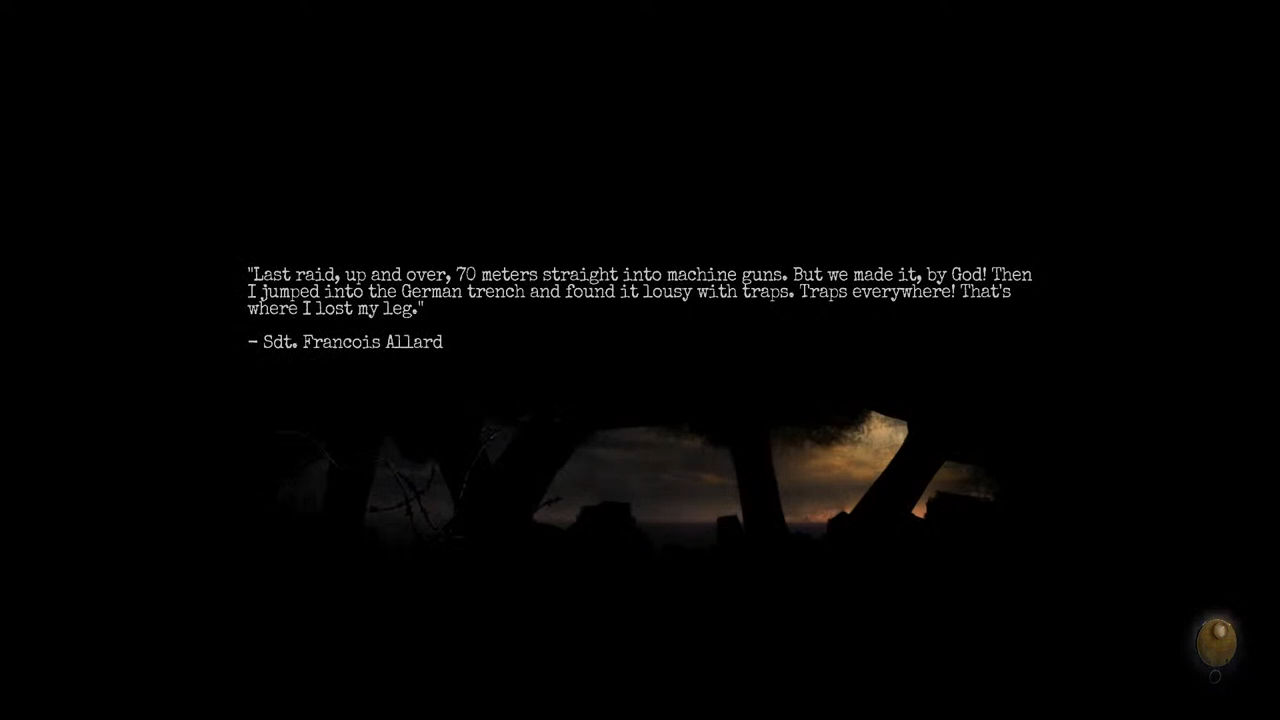 "Last raid, up and over, 70 meters straight into machine guns. But we made it, by God! Then
I jumped into the German trench and found it lousy with traps. Traps everywhere! That's
where I lost my leg."
- Sdt. Francois Allard